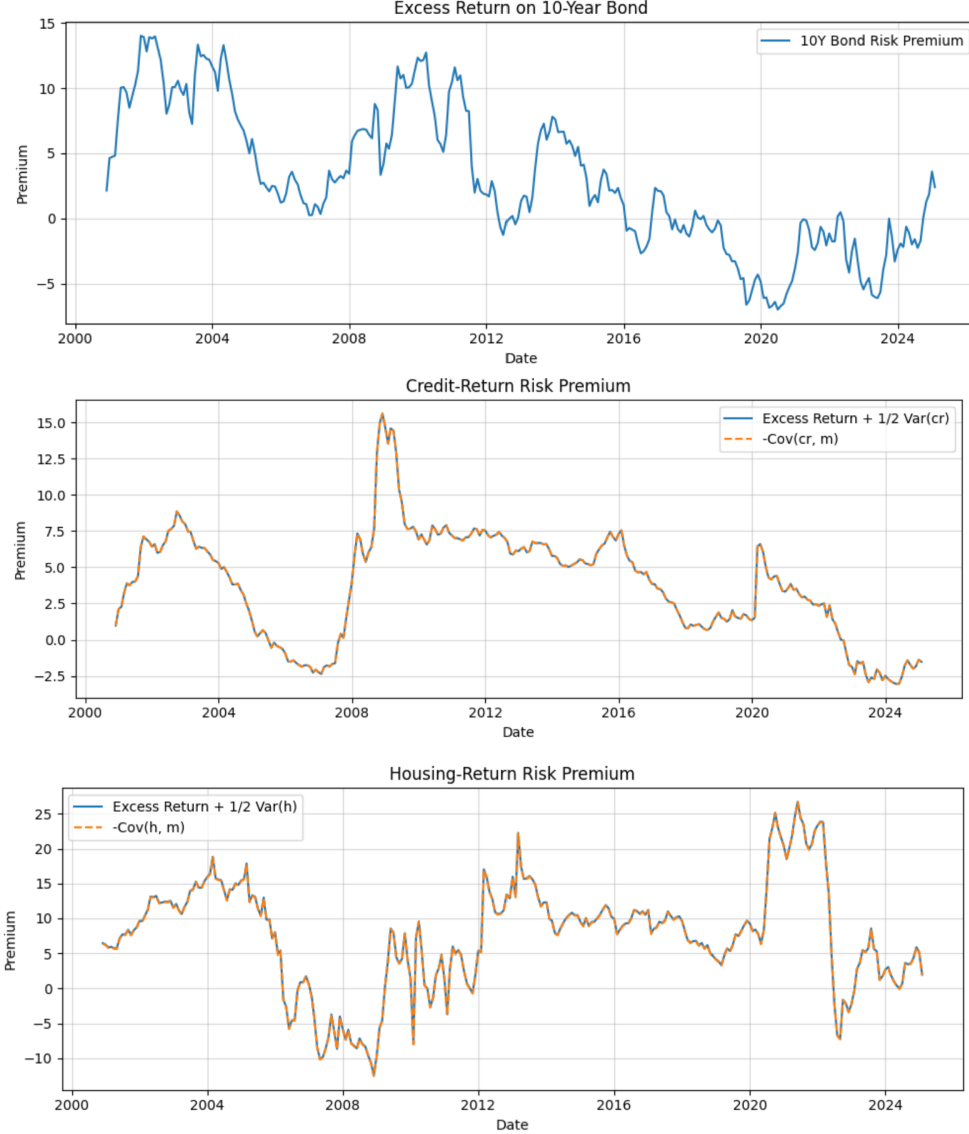 Excess Return on 10-Year Bond
15
10
5
0
−5
Premium
10Y Bond Risk Premium
2000 2004 2008 2012 2016 2020 2024
Date
Credit-Return Risk Premium
15.0
12.5
10.0
7.5
5.0
2.5
0.0
−2.5
Premium
Excess Return + 1/2 Var(cr)
-Cov(cr, m)
2000 2004 2008 2012 2016 2020 2024
Date
Housing-Return Risk Premium
25
20
15
10
5
0
−5
−10
Premium
Excess Return + 1/2 Var(h)
-Cov(h, m)
2000 2004 2008 2012 2016 2020 2024
Date